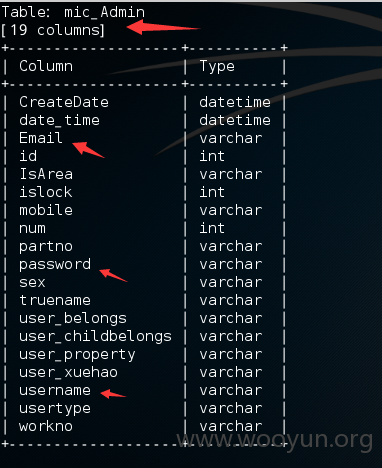 Table: mic_Admin
[19 columns]
+------------------+----------+
| Column | Type |
+------------------+----------+
| CreateDate | datetime |
| date_time | datetime |
| Email | varchar |
| id | int |
| IsArea | varchar |
| islock | int |
| mobile | varchar |
| num | int |
| partno | varchar |
| password | varchar |
| sex | varchar |
| truename | varchar |
| user_belongs | varchar |
| user_childbelongs | varchar |
| user_property | varchar |
| user_xuehao | varchar |
| username | varchar |
| usertype | varchar |
| workno | varchar |
+------------------+----------+
www.wooyun.org